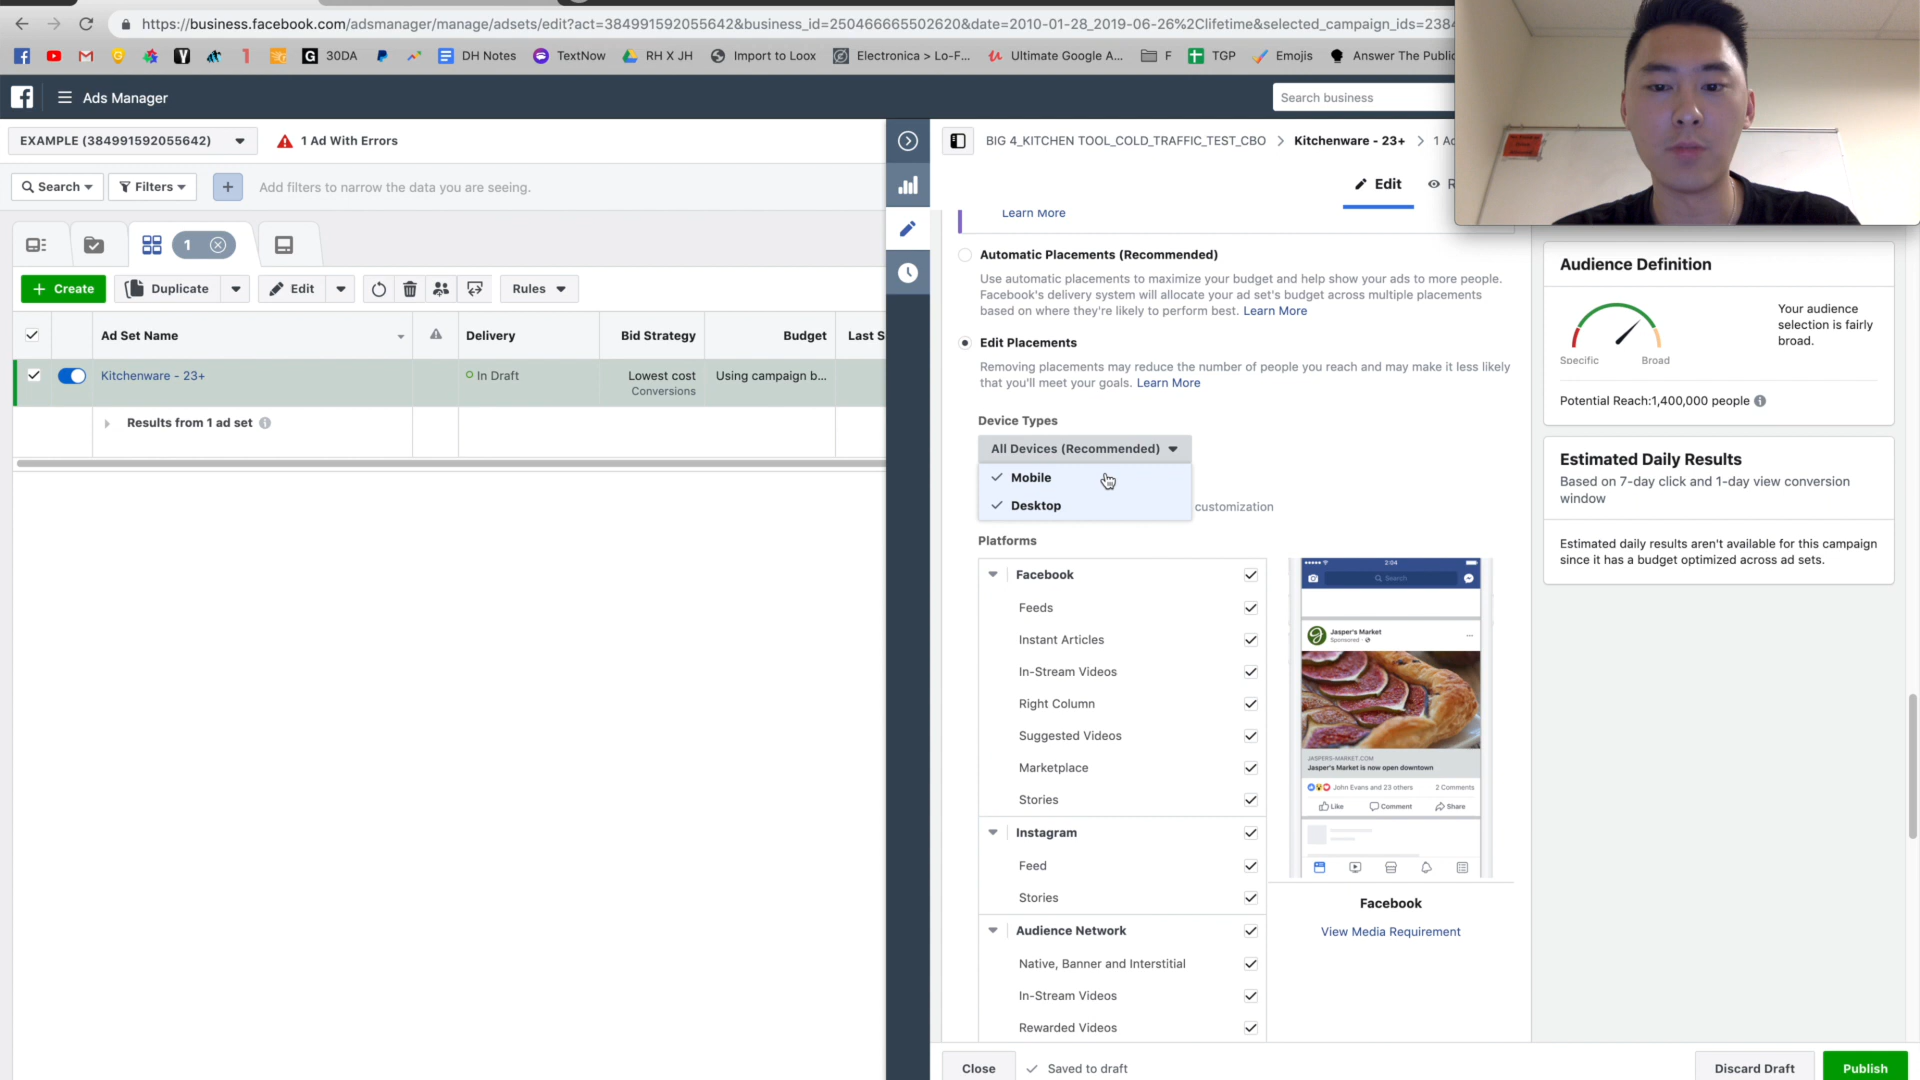 https://business.facebook.com/adsmanager/manage/adsets/edit?act=384991592055642&business_id=250466665502620&date=2010-01-28_2019-06-26%2Clifetime&selected_campaign_ids=238
30DA
DH Notes
TextNow
RH X JH
Import to Loox
Electronica > Lo-F...
Ultimate Google A...
F
TGP
Emojis
Answer The Public
Ads Manager
Search business
EXAMPLE (384991592055642)
1 Ad With Errors
BIG 4_KITCHEN TOOL_COLD_TRAFFIC_TEST_CBO > Kitchenware - 23+ > 1 Ad
Search
Filters
+
Add filters to narrow the data you are seeing.
Edit
R
1
+ Create
Duplicate
Edit
Rules
Ad Set Name
Delivery
Bid Strategy
Budget
Last S
Kitchenware - 23+
In Draft
Lowest cost
Conversions
Using campaign b...
Results from 1 ad set
Learn More
Automatic Placements (Recommended)
Use automatic placements to maximize your budget and help show your ads to more people.
Facebook's delivery system will allocate your ad set's budget across multiple placements
based on where they're likely to perform best. Learn More
Edit Placements
Removing placements may reduce the number of people you reach and may make it less likely
that you'll meet your goals. Learn More
Device Types
All Devices (Recommended)
Mobile
Desktop
customization
Platforms
Facebook
Feeds
Instant Articles
In-Stream Videos
Right Column
Suggested Videos
Marketplace
Stories
Instagram
Feed
Stories
Audience Network
Native, Banner and Interstitial
In-Stream Videos
Rewarded Videos
2:04
Search
Jasper's Market
Sponsored
JASPERS-MARKET.COM
Jasper's Market is now open downtown
John Evans and 23 others
2 Comments
Like
Comment
Share
Facebook
View Media Requirement
Audience Definition
Your audience
selection is fairly
broad.
Specific
Broad
Potential Reach:1,400,000 people
Estimated Daily Results
Based on 7-day click and 1-day view conversion
window
Estimated daily results aren't available for this campaign
since it has a budget optimized across ad sets.
Close
Saved to draft
Discard Draft
Publish